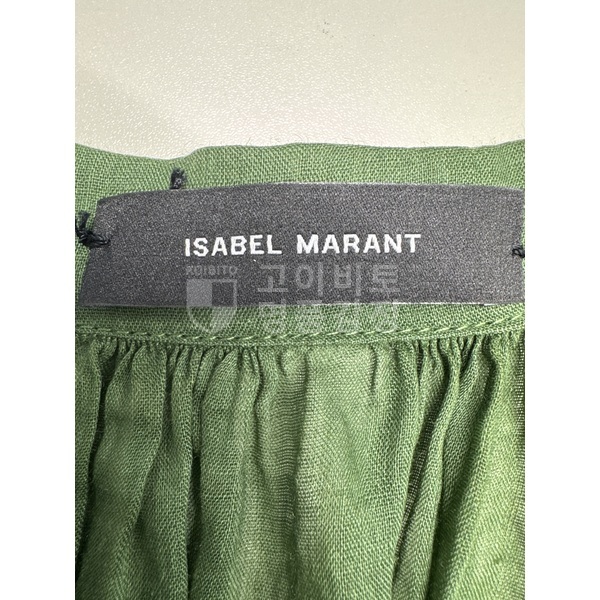 ISABEL MARANT
KOIBITO
고이비토